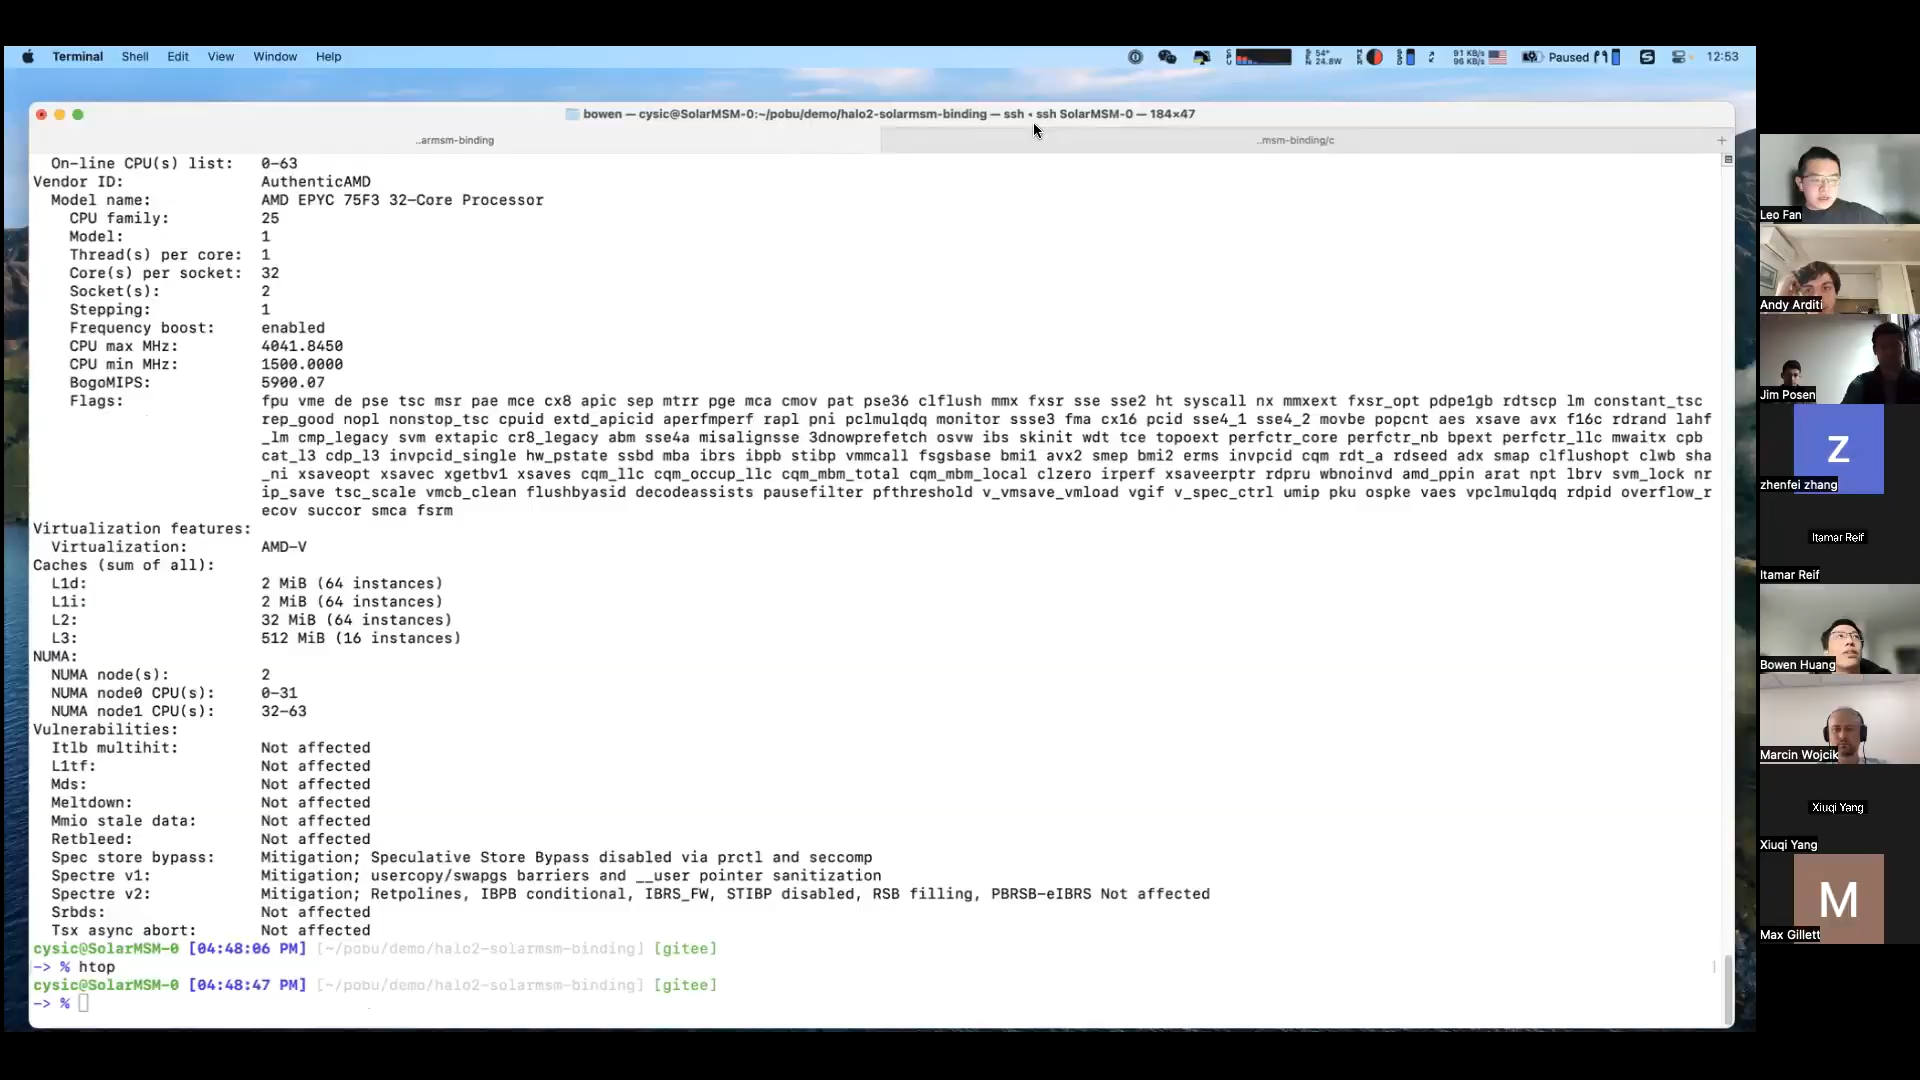 Terminal Shell Edit View Window Help
54° 24.8W 91 KB/s 96 KB/s Paused 12:53
bowen — cysic@SolarMSM-0:~/pobu/demo/halo2-solarmsm-binding — ssh • ssh SolarMSM-0 — 184×47
..armsm-binding ..msm-binding/c +
On-line CPU(s) list: 0-63
Vendor ID: AuthenticAMD
Model name: AMD EPYC 75F3 32-Core Processor
CPU family: 25
Model: 1
Thread(s) per core: 1
Core(s) per socket: 32
Socket(s): 2
Stepping: 1
Frequency boost: enabled
CPU max MHz: 4041.8450
CPU min MHz: 1500.0000
BogoMIPS: 5900.07
Flags: fpu vme de pse tsc msr pae mce cx8 apic sep mtrr pge mca cmov pat pse36 clflush mmx fxsr sse sse2 ht syscall nx mmxext fxsr_opt pdpe1gb rdtscp lm constant_tsc
rep_good nopl nonstop_tsc cpuid extd_apicid aperfmperf rapl pni pclmulqdq monitor ssse3 fma cx16 pcid sse4_1 sse4_2 movbe popcnt aes xsave avx f16c rdrand lahf
_lm cmp_legacy svm extapic cr8_legacy abm sse4a misalignsse 3dnowprefetch osvw ibs skinit wdt tce topoext perfctr_core perfctr_nb bpext perfctr_llc mwaitx cpb
cat_l3 cdp_l3 invpcid_single hw_pstate ssbd mba ibrs ibpb stibp vmmcall fsgsbase bmi1 avx2 smep bmi2 erms invpcid cqm rdt_a rdseed adx smap clflushopt clwb sha
_ni xsaveopt xsavec xgetbv1 xsaves cqm_llc cqm_occup_llc cqm_mbm_total cqm_mbm_local clzero irperf xsaveerptr rdpru wbnoinvd amd_ppin arat npt lbrv svm_lock nr
ip_save tsc_scale vmcb_clean flushbyasid decodeassists pausefilter pfthreshold v_vmsave_vmload vgif v_spec_ctrl umip pku ospke vaes vpclmulqdq rdpid overflow_r
ecov succor smca fsrm
Virtualization features:
Virtualization: AMD-V
Caches (sum of all):
L1d: 2 MiB (64 instances)
L1i: 2 MiB (64 instances)
L2: 32 MiB (64 instances)
L3: 512 MiB (16 instances)
NUMA:
NUMA node(s): 2
NUMA node0 CPU(s): 0-31
NUMA node1 CPU(s): 32-63
Vulnerabilities:
Itlb multihit: Not affected
L1tf: Not affected
Mds: Not affected
Meltdown: Not affected
Mmio stale data: Not affected
Retbleed: Not affected
Spec store bypass: Mitigation; Speculative Store Bypass disabled via prctl and seccomp
Spectre v1: Mitigation; usercopy/swapgs barriers and __user pointer sanitization
Spectre v2: Mitigation; Retpolines, IBPB conditional, IBRS_FW, STIBP disabled, RSB filling, PBRSB-eIBRS Not affected
Srbds: Not affected
Tsx async abort: Not affected
cysic@SolarMSM-0 [04:48:06 PM] [~/pobu/demo/halo2-solarmsm-binding] [gitee]
-> % htop
cysic@SolarMSM-0 [04:48:47 PM] [~/pobu/demo/halo2-solarmsm-binding] [gitee]
-> %
Leo Fan
Andy Arditi
Jim Posen
Z
zhenfei zhang
Itamar Reif
Itamar Reif
Bowen Huang
Marcin Wojcik
Xiuqi Yang
Xiuqi Yang
M
Max Gillett